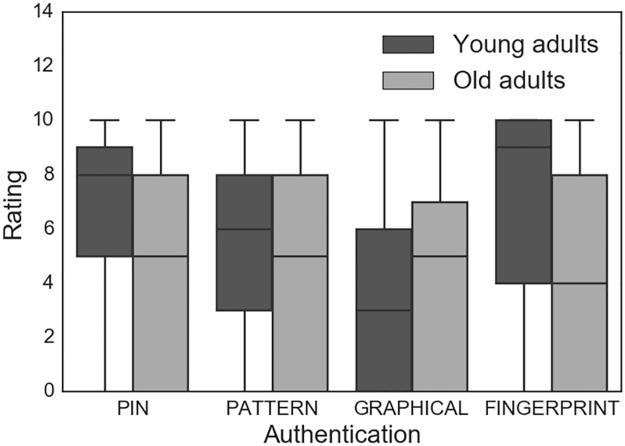 14
12
10
8
6
4
2
0
Rating
Young adults
Old adults
PIN PATTERN GRAPHICAL FINGERPRINT
Authentication